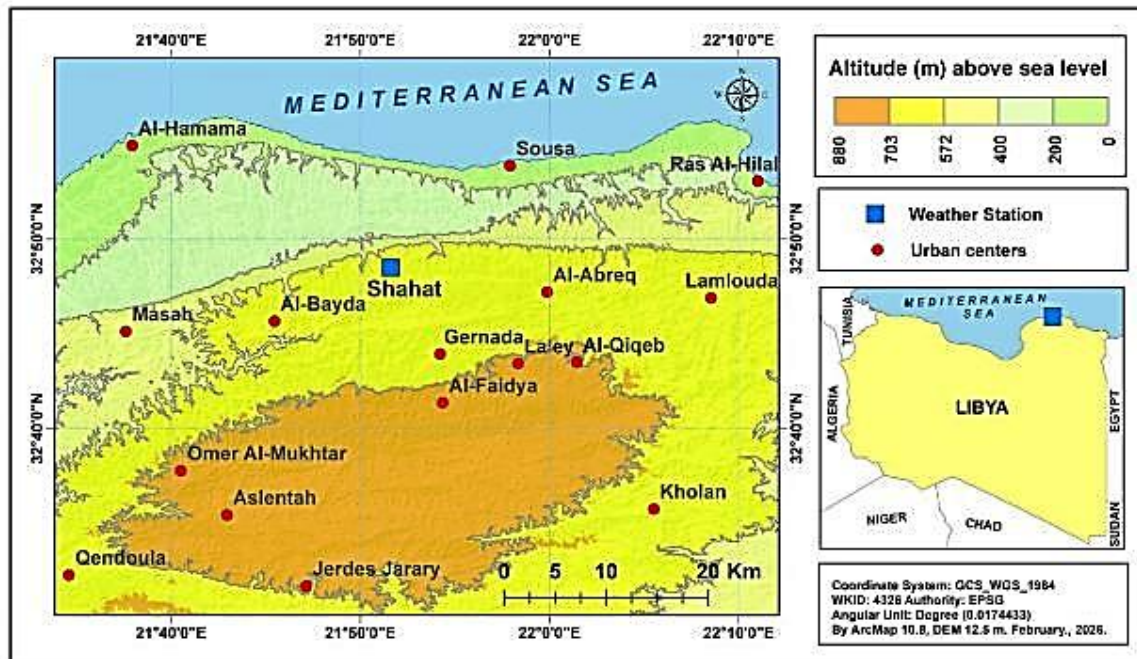 21°40'0"E 21°50'0"E 22°0'0"E 22°10'0"E
MEDITERRANEAN SEA
Al-Hamama
Sousa
Ras Al-Hilal
32°50'0"N 32°50'0"N
Shahat
Al-Abreq
Lamlouda
Masah
Al-Bayda
Gernada
Laley Al-Qiqeb
Al-Faidya
32°40'0"N 32°40'0"N
Omer Al-Mukhtar
Aslentah
Kholan
Qendoula
Jerdes Jarary
0 5 10 20 Km
21°40'0"E 21°50'0"E 22°0'0"E 22°10'0"E
Altitude (m) above sea level
880 703 572 400 200 0
Weather Station
Urban centers
MEDITERRANEAN
SEA
TUNISIA
ALGERIA
LIBYA
EGYPT
NIGER
CHAD
SUDAN
Coordinate System: GCS_WGS_1984
WKID: 4326 Authority: EPSG
Angular Unit: Degree (0.0174433)
By ArcMap 10.8, DEM 12.5 m. February., 2026.